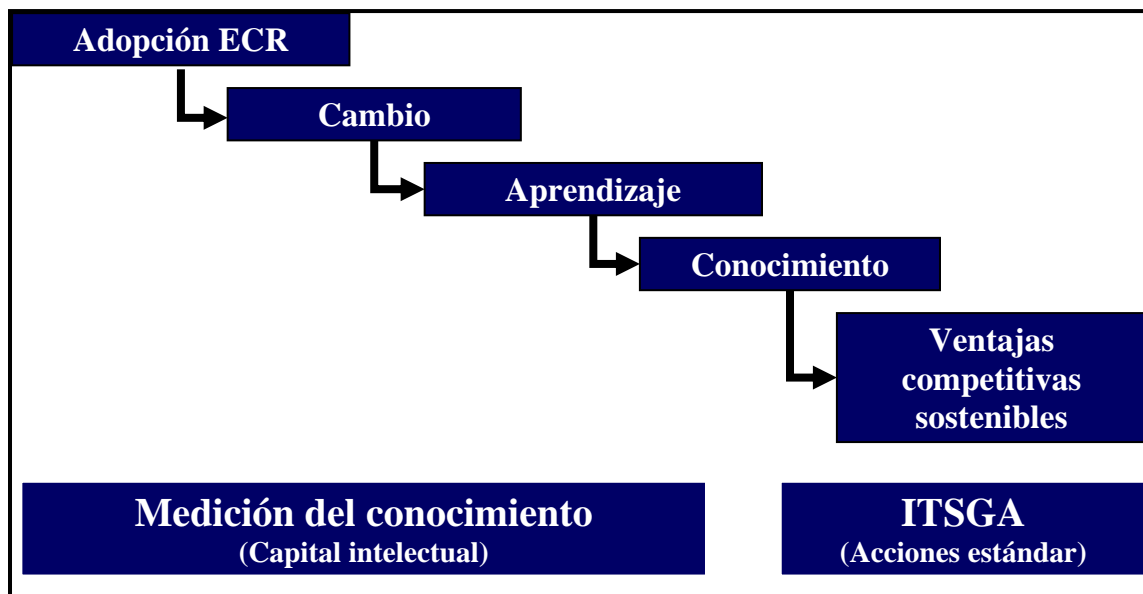 Adopción ECR
Cambio
Aprendizaje
Conocimiento
Ventajas
competitivas
sostenibles
Medición del conocimiento
(Capital intelectual)
ITSGA
(Acciones estándar)